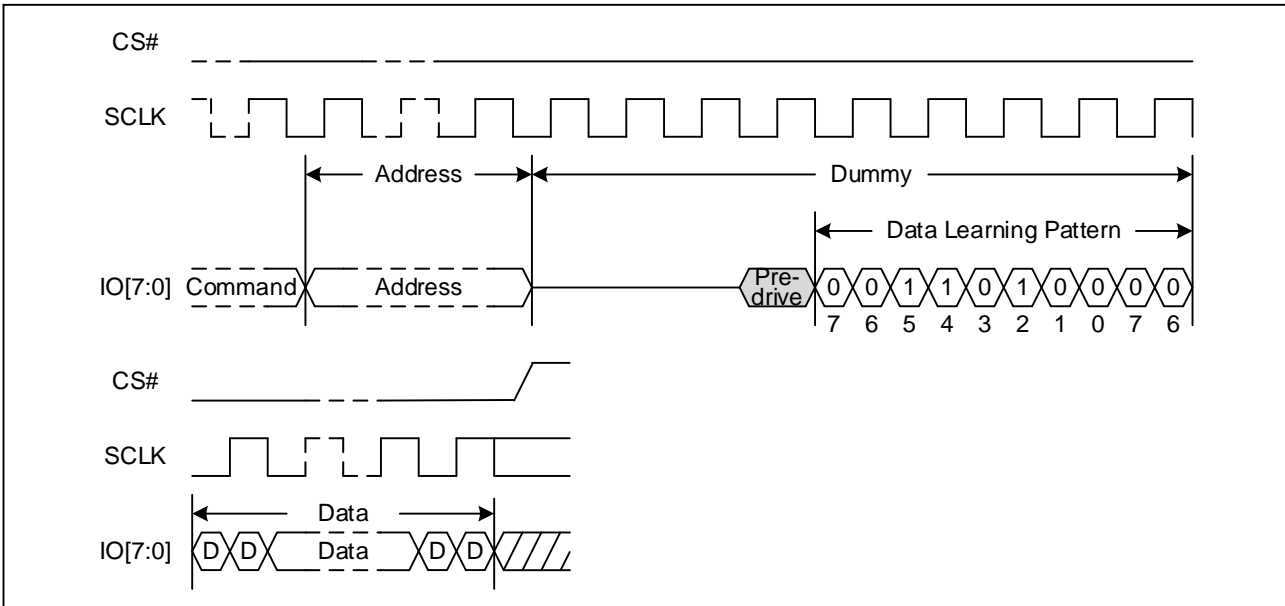 CS#
SCLK
Address
Dummy
Data Learning Pattern
IO[7:0] Command Address Pre-drive 0 0 1 1 0 1 0 0 0 0
7 6 5 4 3 2 1 0 7 6
CS#
SCLK
Data
IO[7:0] D D Data D D